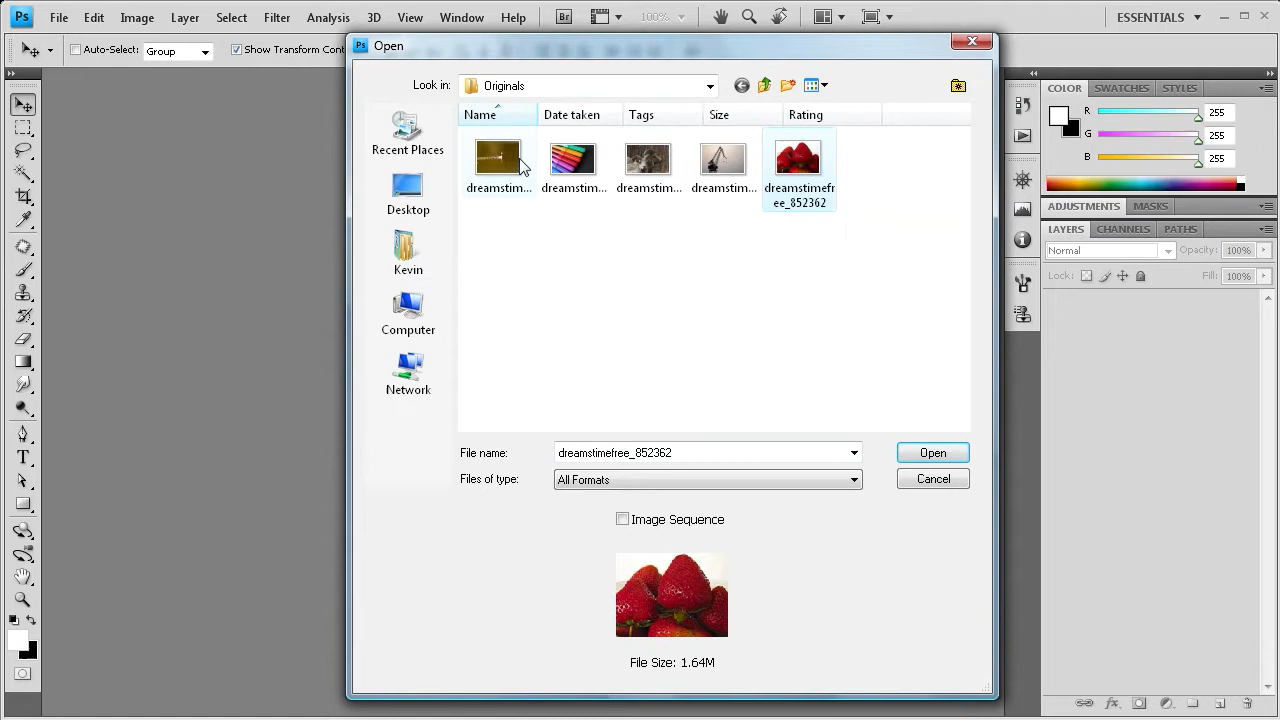 Ps File Edit Image Layer Select Filter Analysis 3D View Window Help Br 100% ESSENTIALS
Auto-Select: Group Show Transform Cont
Ps Open
Look in: Originals
Name Date taken Tags Size Rating
Recent Places
Desktop
Kevin
Computer
Network
dreamstim... dreamstim... dreamstim... dreamstim... dreamstimefr
ee_852362
File name: dreamstimefree_852362 Open
Files of type: All Formats Cancel
Image Sequence
File Size: 1.64M
COLOR SWATCHES STYLES
R 255
G 255
B 255
ADJUSTMENTS MASKS
LAYERS CHANNELS PATHS
Normal Opacity: 100%
Lock: Fill: 100%
T
fx